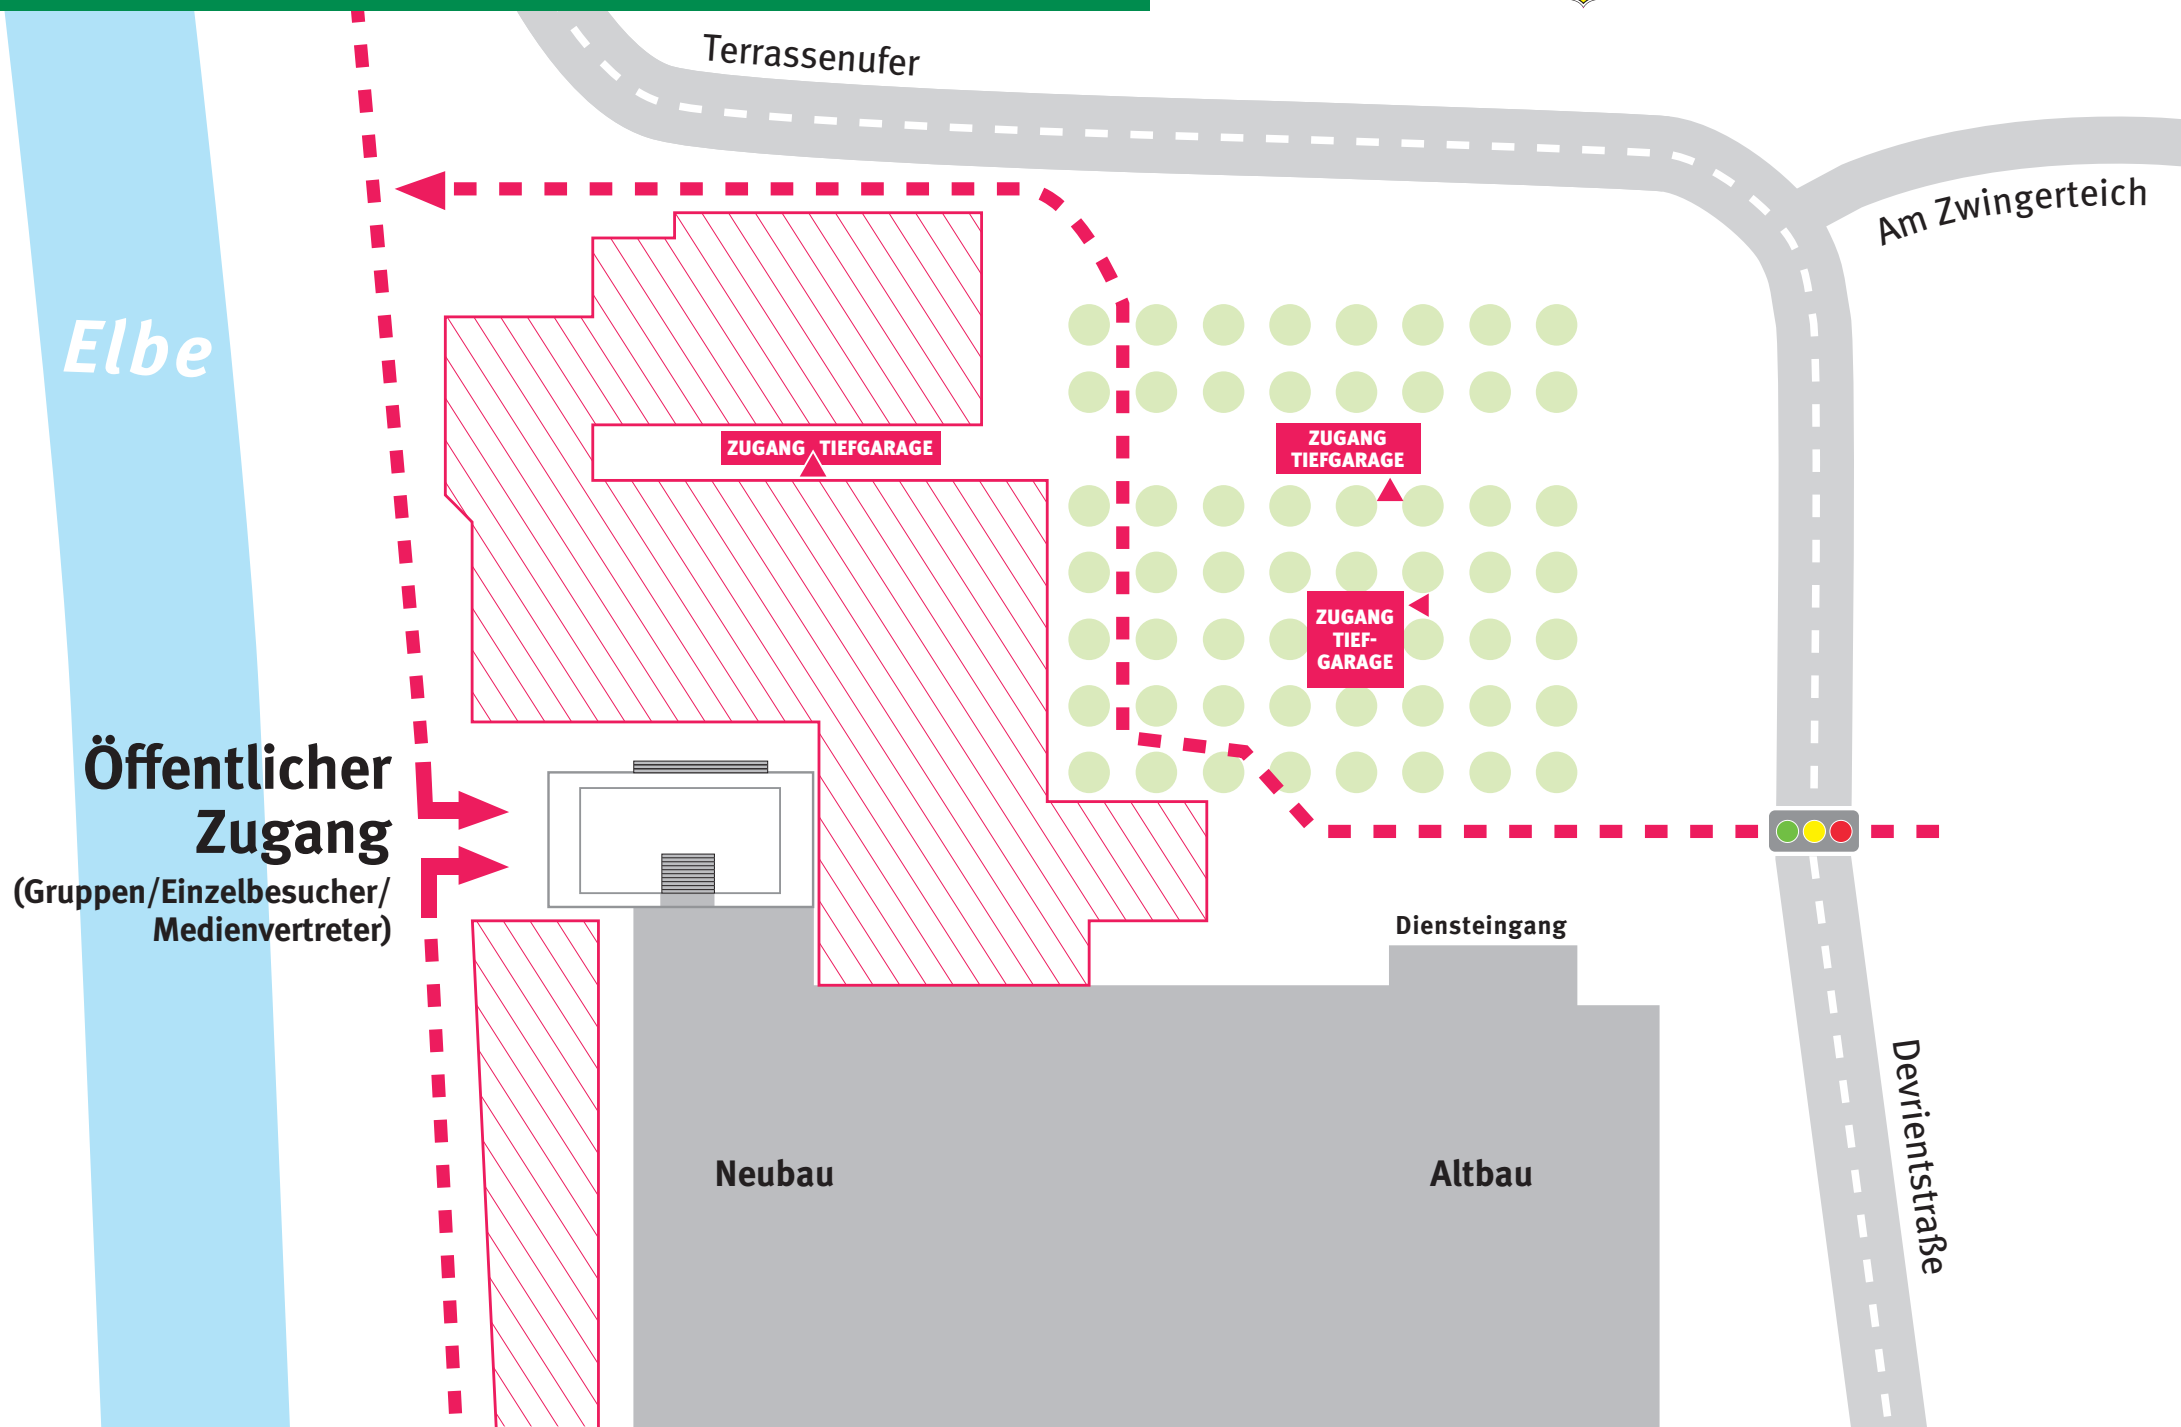 Terrassenufer
Am Zwingerteich
Elbe
ZUGANG TIEFGARAGE
ZUGANG
TIEFGARAGE
ZUGANG
TIEF-
GARAGE
Öffentlicher
Zugang
(Gruppen/Einzelbesucher/
Medienvertreter)
Diensteingang
Devrientstraße
Neubau
Altbau